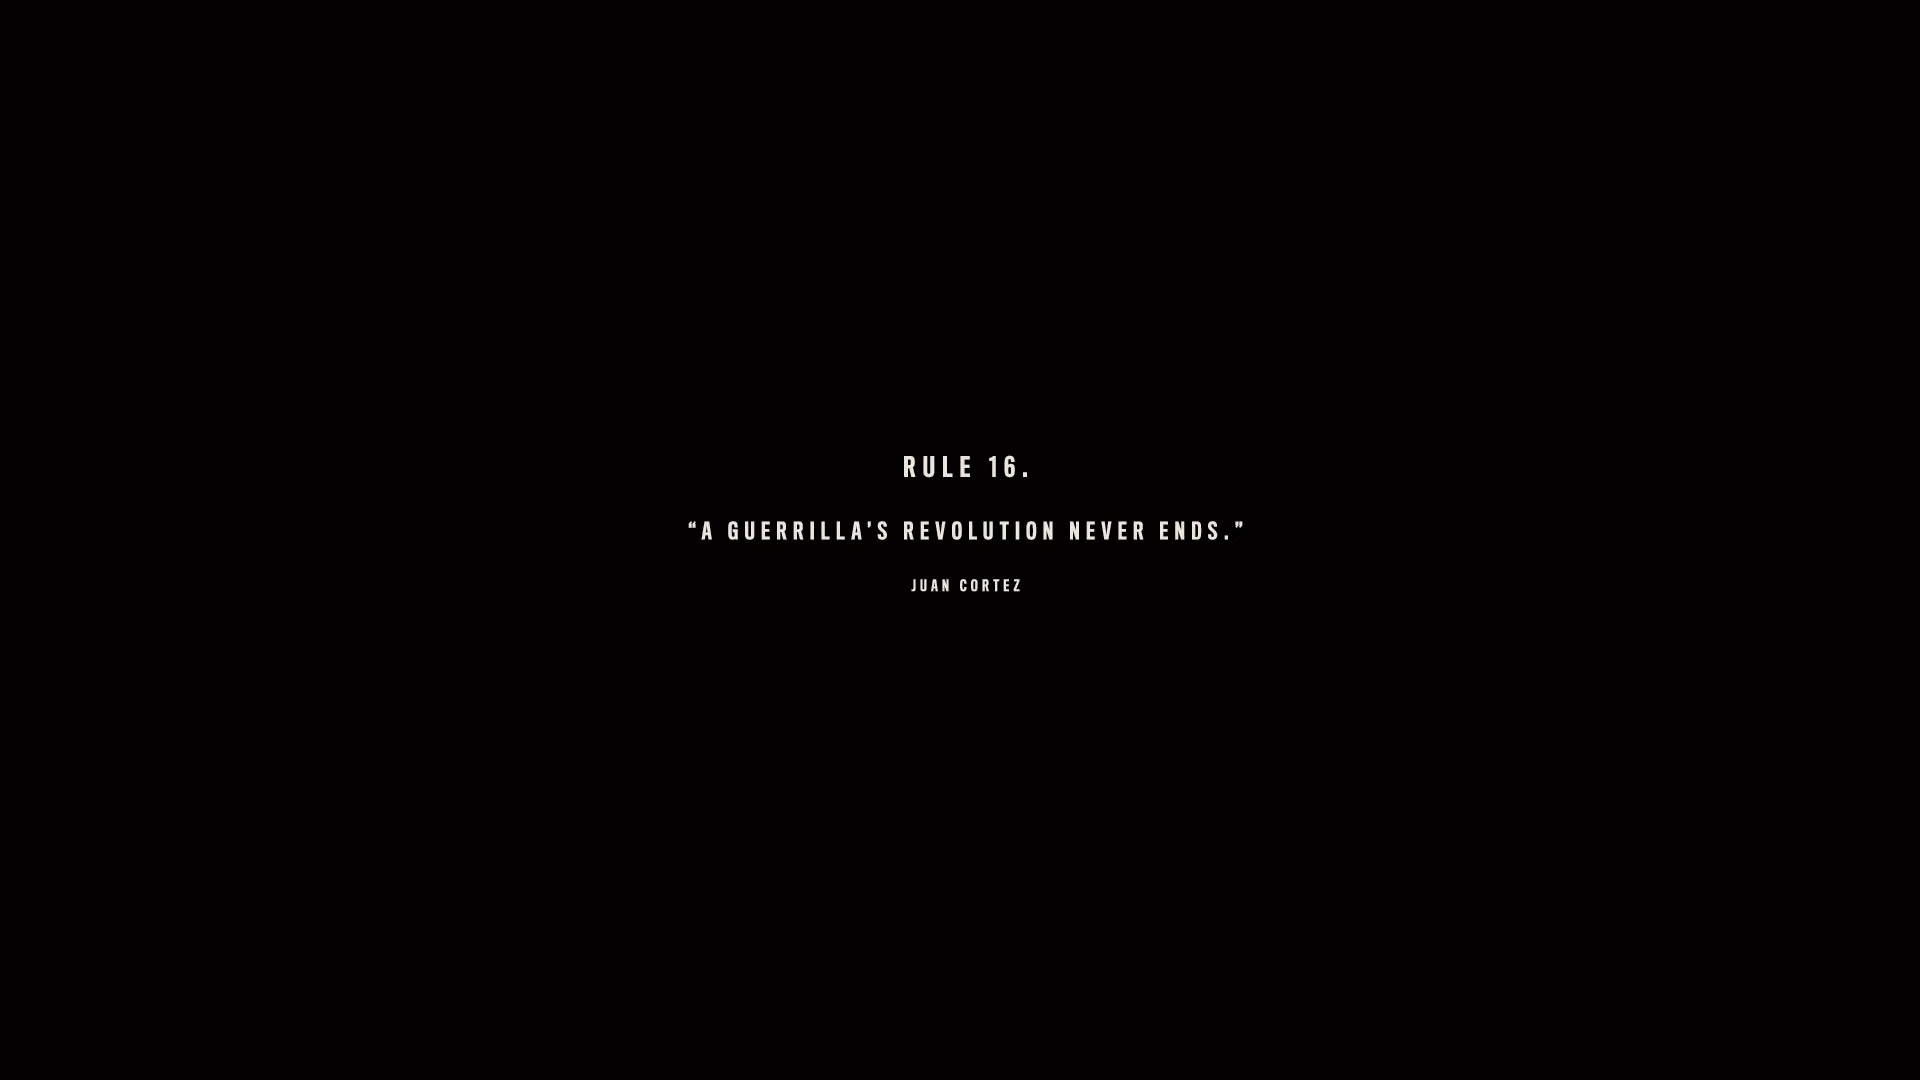 RULE 16.
“A GUERRILLA’S REVOLUTION NEVER ENDS.”
JUAN CORTEZ